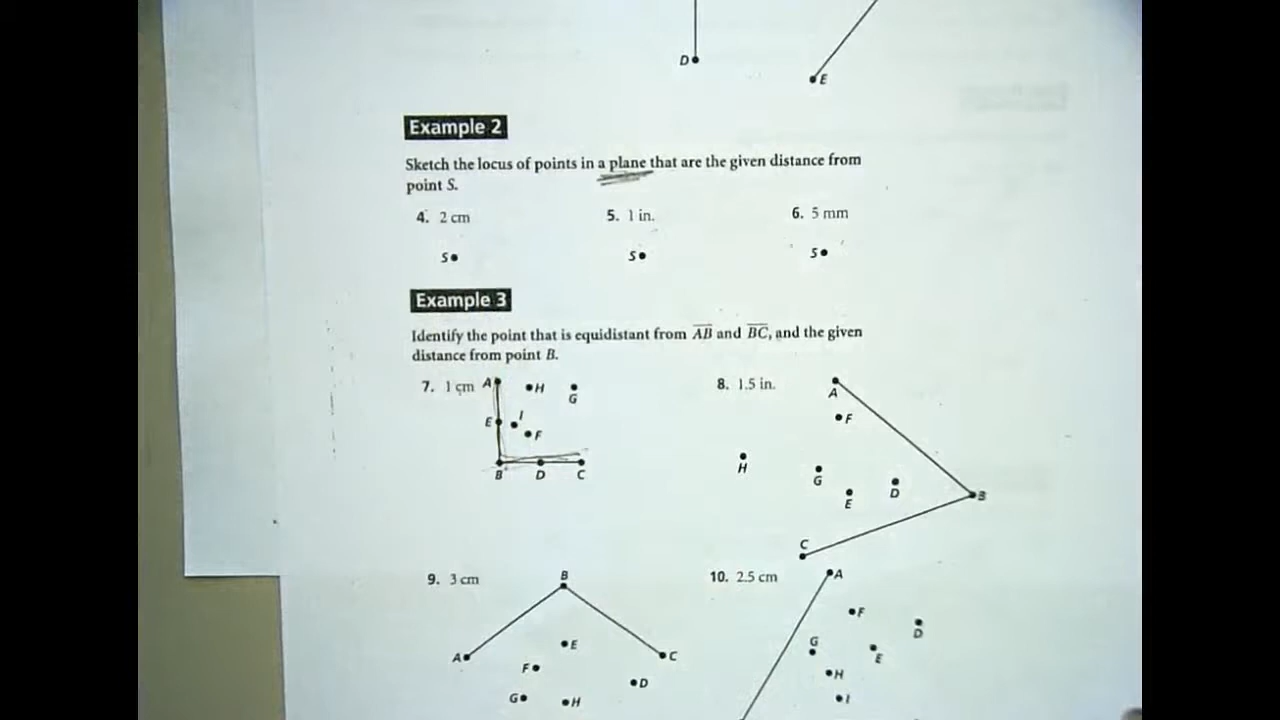 D
E
Example 2
Sketch the locus of points in a plane that are the given distance from
point S.
4. 2 cm
5. 1 in.
6. 5 mm
S
S
S
Example 3
Identify the point that is equidistant from AB and BC, and the given
distance from point B.
7. 1 cm
A
H
G
E
I
F
B
D
C
8. 1.5 in.
A
F
H
G
E
D
B
C
9. 3 cm
B
A
E
C
F
D
G
H
10. 2.5 cm
A
F
D
G
E
H
I